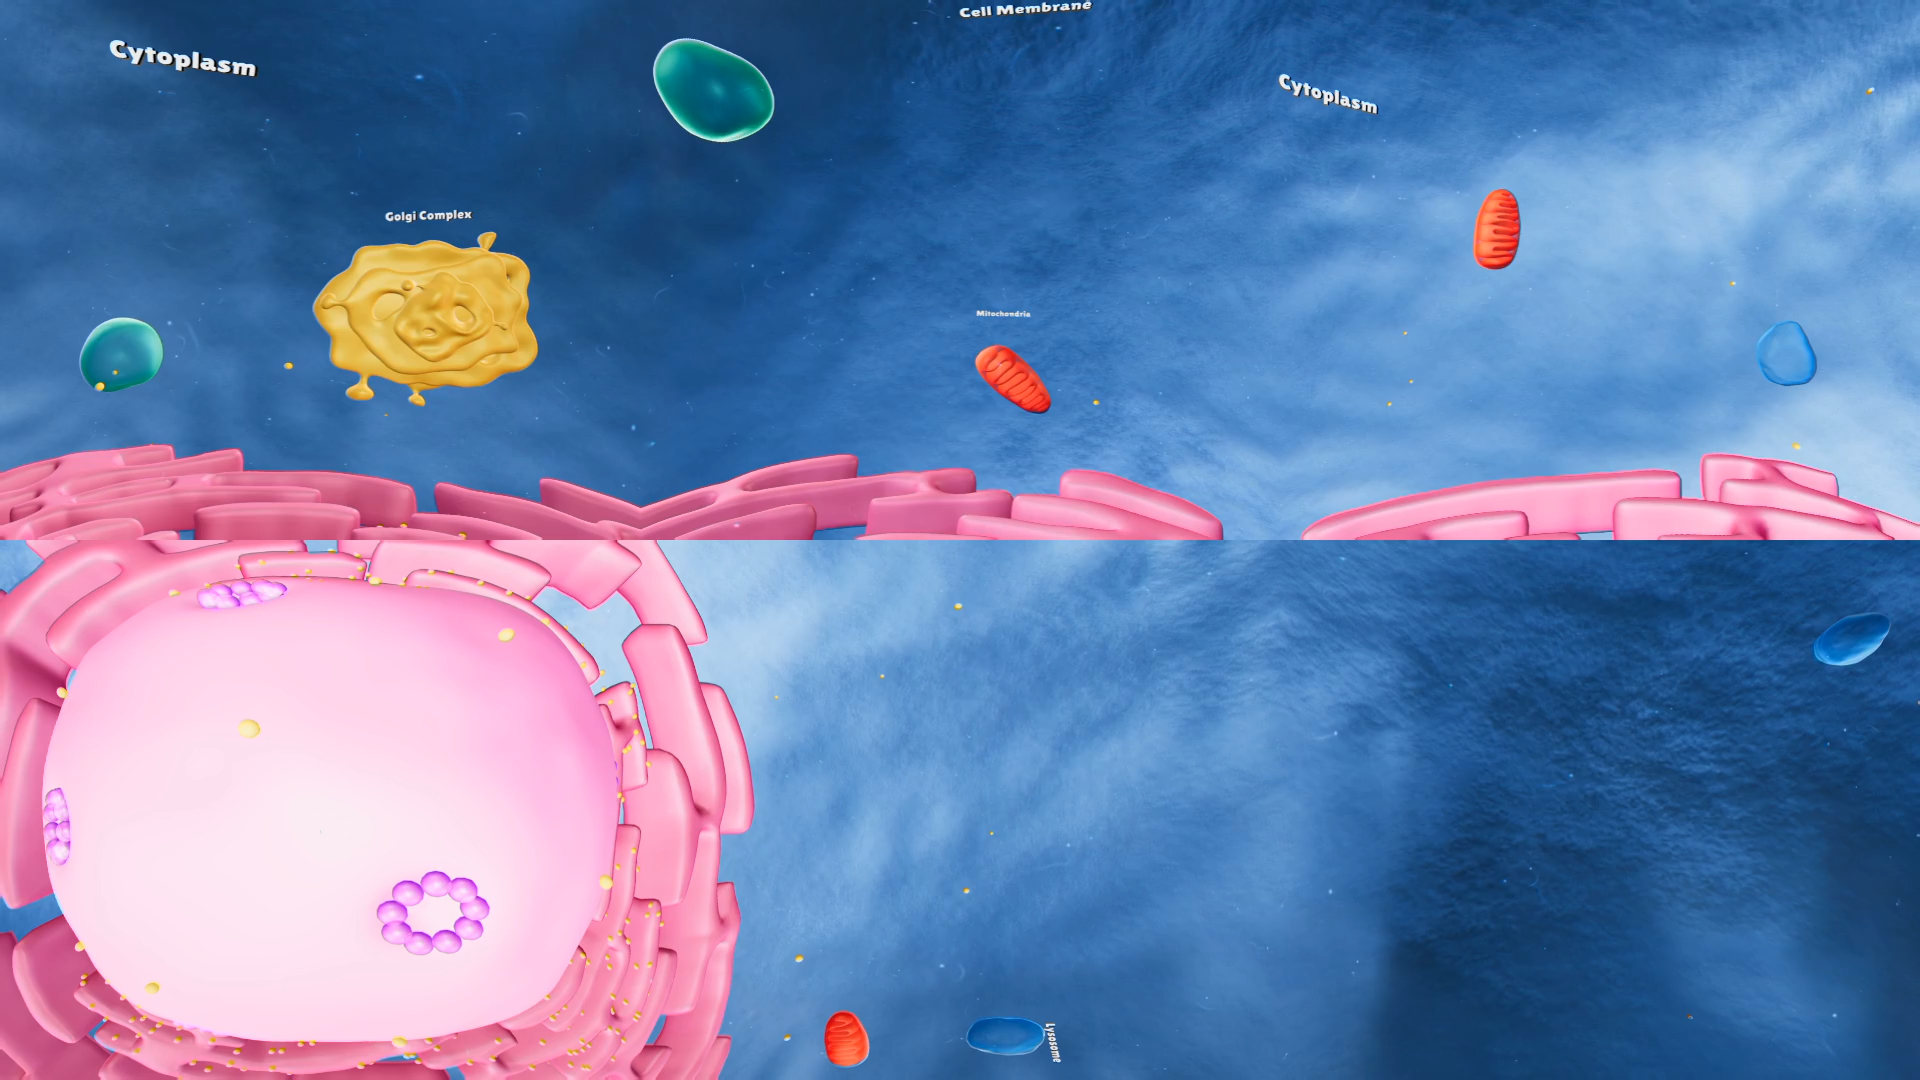 Cell Membrane
Cytoplasm
Cytoplasm
Golgi Complex
Mitochondria
Lysosome